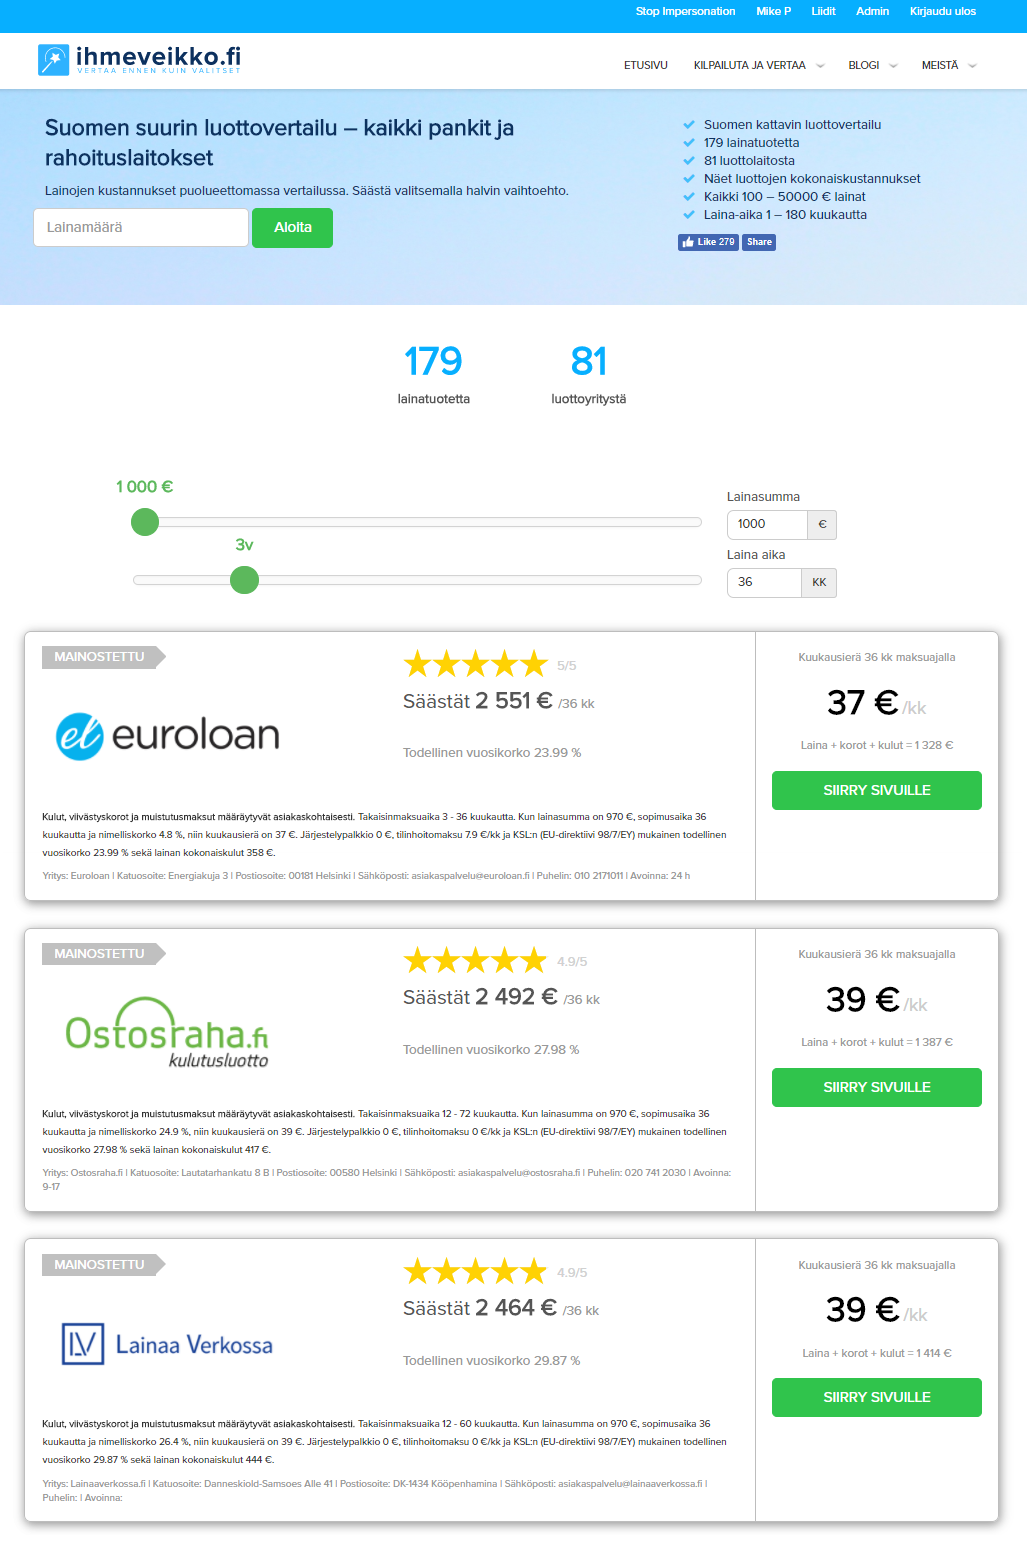 Stop Impersonation Mike P Liidit Admin Kirjaudu ulos
ihmeveikko.fi
VERTAA ENNEN KUIN VALITSET
ETUSIVU KILPAILUTA JA VERTAA BLOGI MEISTÄ
Suomen suurin luottovertailu – kaikki pankit ja
rahoituslaitokset
Lainojen kustannukset puolueettomassa vertailussa. Säästä valitsemalla halvin vaihtoehto.
Lainamäärä Aloita
Suomen kattavin luottovertailu
179 lainatuotetta
81 luottolaitosta
Näet luottojen kokonaiskustannukset
Kaikki 100 – 50000 € lainat
Laina-aika 1 – 180 kuukautta
Like 279 Share
179 81
lainatuotetta luottoyritystä
1 000 €
3v
Lainasumma
1000 €
Laina aika
36 KK
MAINOSTETTU
5/5
Säästät 2 551 € /36 kk
el euroloan
Todellinen vuosikorko 23.99 %
Kulut, viivästyskorot ja muistutusmaksut määräytyvät asiakaskohtaisesti. Takaisinmaksuaika 3 - 36 kuukautta. Kun lainasumma on 970 €, sopimusaika 36
kuukautta ja nimelliskorko 4.8 %, niin kuukausierä on 37 €. Järjestelypalkkio 0 €, tilinhoitomaksu 7.9 €/kk ja KSL:n (EU-direktiivi 98/7/EY) mukainen todellinen
vuosikorko 23.99 % sekä lainan kokonaiskulut 358 €.
Yritys: Euroloan | Katuosoite: Energiakuja 3 | Postiosoite: 00181 Helsinki | Sähköposti: asiakaspalvelu@euroloan.fi | Puhelin: 010 2171011 | Avoinna: 24 h
Kuukausierä 36 kk maksuajalla
37 € /kk
Laina + korot + kulut = 1 328 €
SIIRRY SIVUILLE
MAINOSTETTU
4.9/5
Säästät 2 492 € /36 kk
Ostosraha.fi
kulutusluotto
Todellinen vuosikorko 27.98 %
Kulut, viivästyskorot ja muistutusmaksut määräytyvät asiakaskohtaisesti. Takaisinmaksuaika 12 - 72 kuukautta. Kun lainasumma on 970 €, sopimusaika 36
kuukautta ja nimelliskorko 24.9 %, niin kuukausierä on 39 €. Järjestelypalkkio 0 €, tilinhoitomaksu 0 €/kk ja KSL:n (EU-direktiivi 98/7/EY) mukainen todellinen
vuosikorko 27.98 % sekä lainan kokonaiskulut 417 €.
Yritys: Ostosraha.fi | Katuosoite: Lautatarhankatu 8 B | Postiosoite: 00580 Helsinki | Sähköposti: asiakaspalvelu@ostosraha.fi | Puhelin: 020 741 2030 | Avoinna:
9-17
Kuukausierä 36 kk maksuajalla
39 € /kk
Laina + korot + kulut = 1 387 €
SIIRRY SIVUILLE
MAINOSTETTU
4.9/5
Säästät 2 464 € /36 kk
LV Lainaa Verkossa
Todellinen vuosikorko 29.87 %
Kulut, viivästyskorot ja muistutusmaksut määräytyvät asiakaskohtaisesti. Takaisinmaksuaika 12 - 60 kuukautta. Kun lainasumma on 970 €, sopimusaika 36
kuukautta ja nimelliskorko 26.4 %, niin kuukausierä on 39 €. Järjestelypalkkio 0 €, tilinhoitomaksu 0 €/kk ja KSL:n (EU-direktiivi 98/7/EY) mukainen todellinen
vuosikorko 29.87 % sekä lainan kokonaiskulut 444 €.
Yritys: Lainaaverkossa.fi | Katuosoite: Danneskiold-Samsoes Alle 41 | Postiosoite: DK-1434 Kööpenhamina | Sähköposti: asiakaspalvelu@lainaaverkossa.fi |
Puhelin: | Avoinna:
Kuukausierä 36 kk maksuajalla
39 € /kk
Laina + korot + kulut = 1 414 €
SIIRRY SIVUILLE